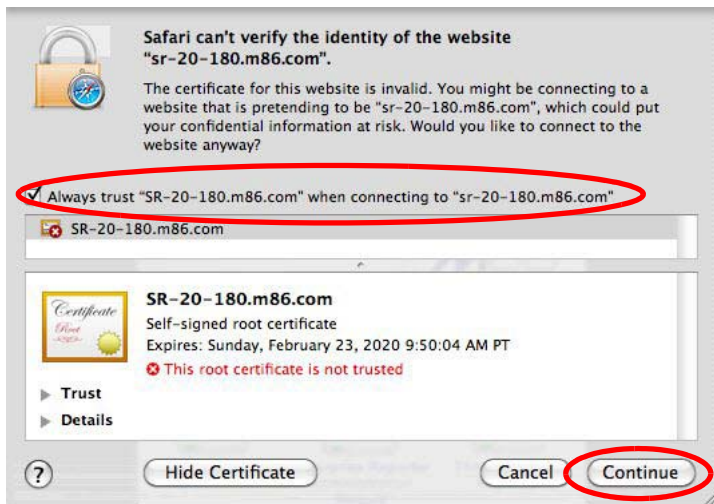 Safari can't verify the identity of the website
"sr-20-180.m86.com".
The certificate for this website is invalid. You might be connecting to a
website that is pretending to be "sr-20-180.m86.com", which could put
your confidential information at risk. Would you like to connect to the
website anyway?
Always trust "SR-20-180.m86.com" when connecting to "sr-20-180.m86.com"
SR-20-180.m86.com
Certificate
Root
SR-20-180.m86.com
Self-signed root certificate
Expires: Sunday, February 23, 2020 9:50:04 AM PT
This root certificate is not trusted
Trust
Details
? Hide Certificate Cancel Continue